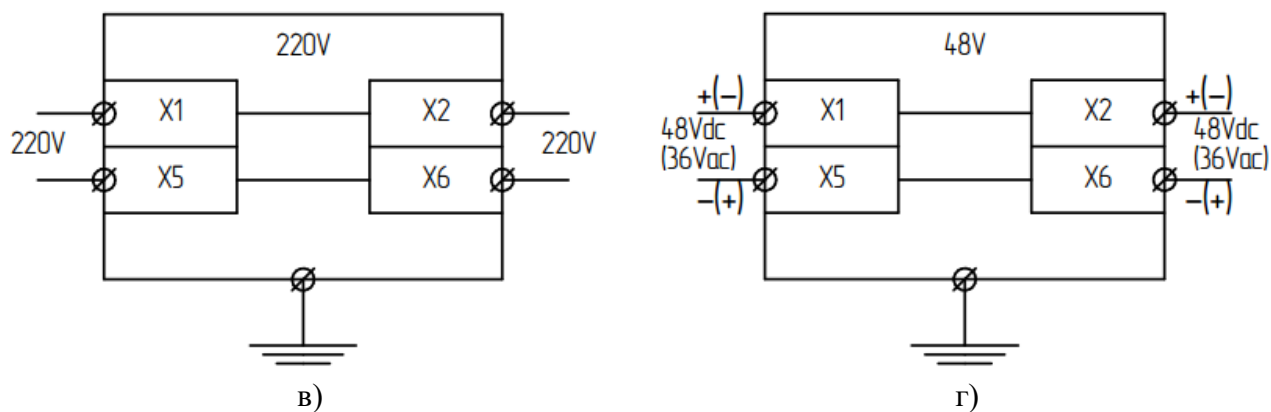 220V
X1
X2
220V
220V
X5
X6
в)
48V
+(−)
X1
X2
+(−)
48Vdc
(36Vac)
48Vdc
(36Vac)
X5
X6
−(+)
−(+)
г)